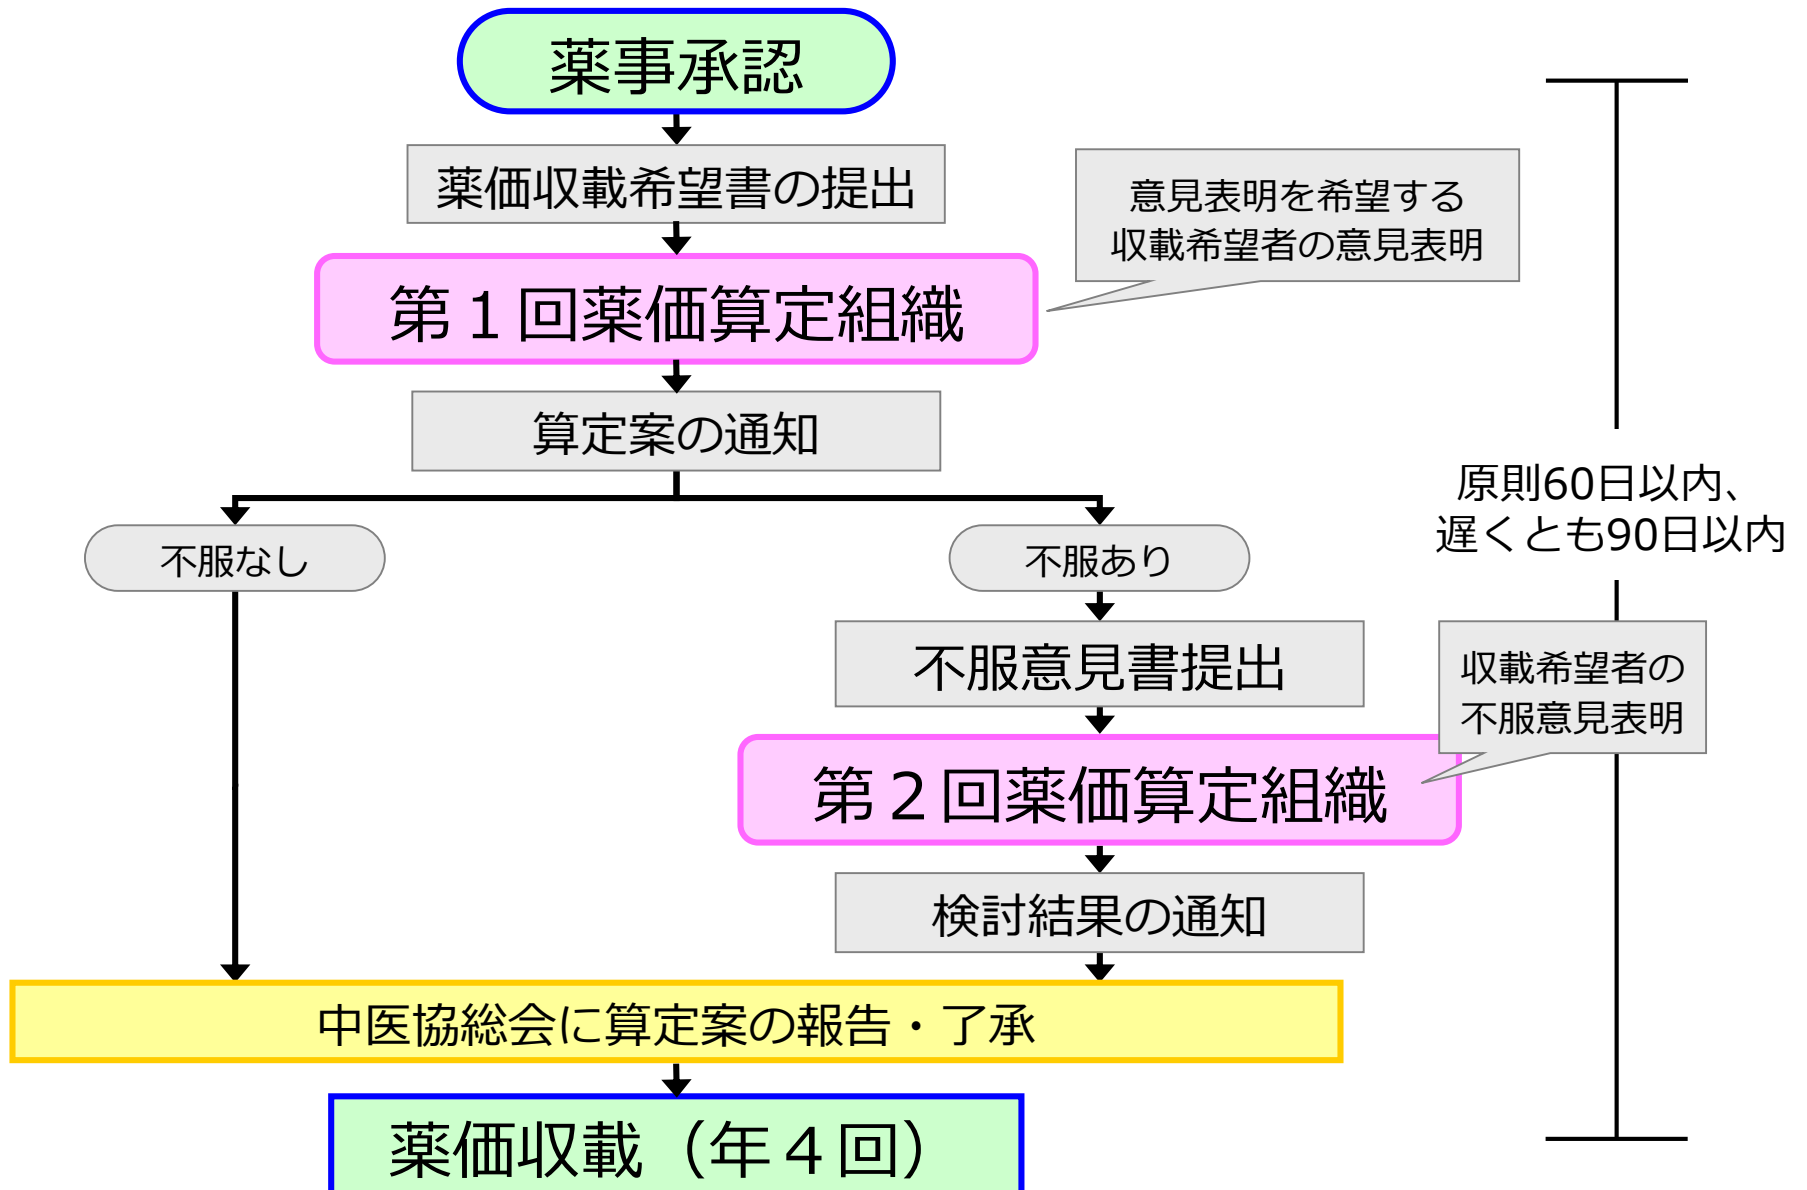 薬事承認
薬価収載希望書の提出
意見表明を希望する
収載希望者の意見表明
第１回薬価算定組織
算定案の通知
原則60日以内、
遅くとも90日以内
不服なし
不服あり
不服意見書提出
収載希望者の
不服意見表明
第２回薬価算定組織
検討結果の通知
中医協総会に算定案の報告・了承
薬価収載（年４回）